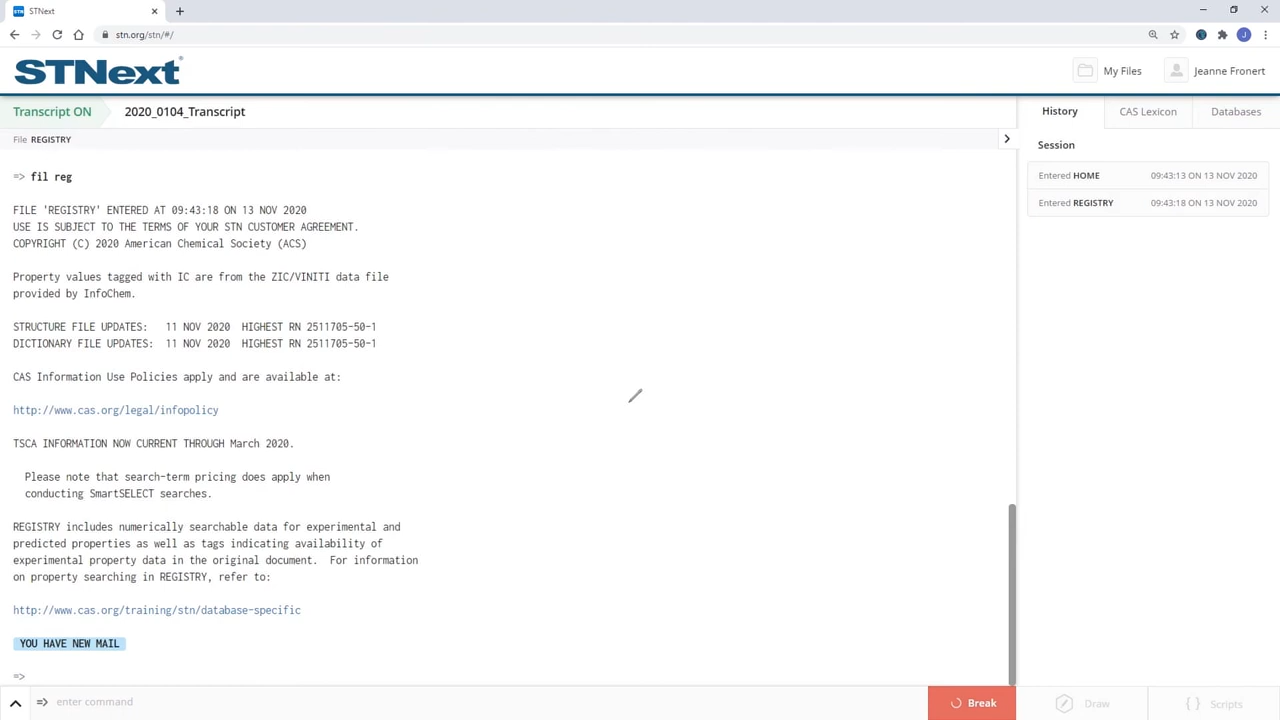 STNext
stn.org/stn/#/
STNext®
My Files
Jeanne Fronert
Transcript ON
2020_0104_Transcript
History
CAS Lexicon
Databases
File REGISTRY
Session
Entered HOME 09:43:13 ON 13 NOV 2020
Entered REGISTRY 09:43:18 ON 13 NOV 2020
=> fil reg
FILE 'REGISTRY' ENTERED AT 09:43:18 ON 13 NOV 2020
USE IS SUBJECT TO THE TERMS OF YOUR STN CUSTOMER AGREEMENT.
COPYRIGHT (C) 2020 American Chemical Society (ACS)
Property values tagged with IC are from the ZIC/VINITI data file
provided by InfoChem.
STRUCTURE FILE UPDATES: 11 NOV 2020 HIGHEST RN 2511705-50-1
DICTIONARY FILE UPDATES: 11 NOV 2020 HIGHEST RN 2511705-50-1
CAS Information Use Policies apply and are available at:
http://www.cas.org/legal/infopolicy
TSCA INFORMATION NOW CURRENT THROUGH March 2020.
Please note that search-term pricing does apply when
conducting SmartSELECT searches.
REGISTRY includes numerically searchable data for experimental and
predicted properties as well as tags indicating availability of
experimental property data in the original document. For information
on property searching in REGISTRY, refer to:
http://www.cas.org/training/stn/database-specific
YOU HAVE NEW MAIL
=>
=> enter command
Break
Draw
{ } Scripts